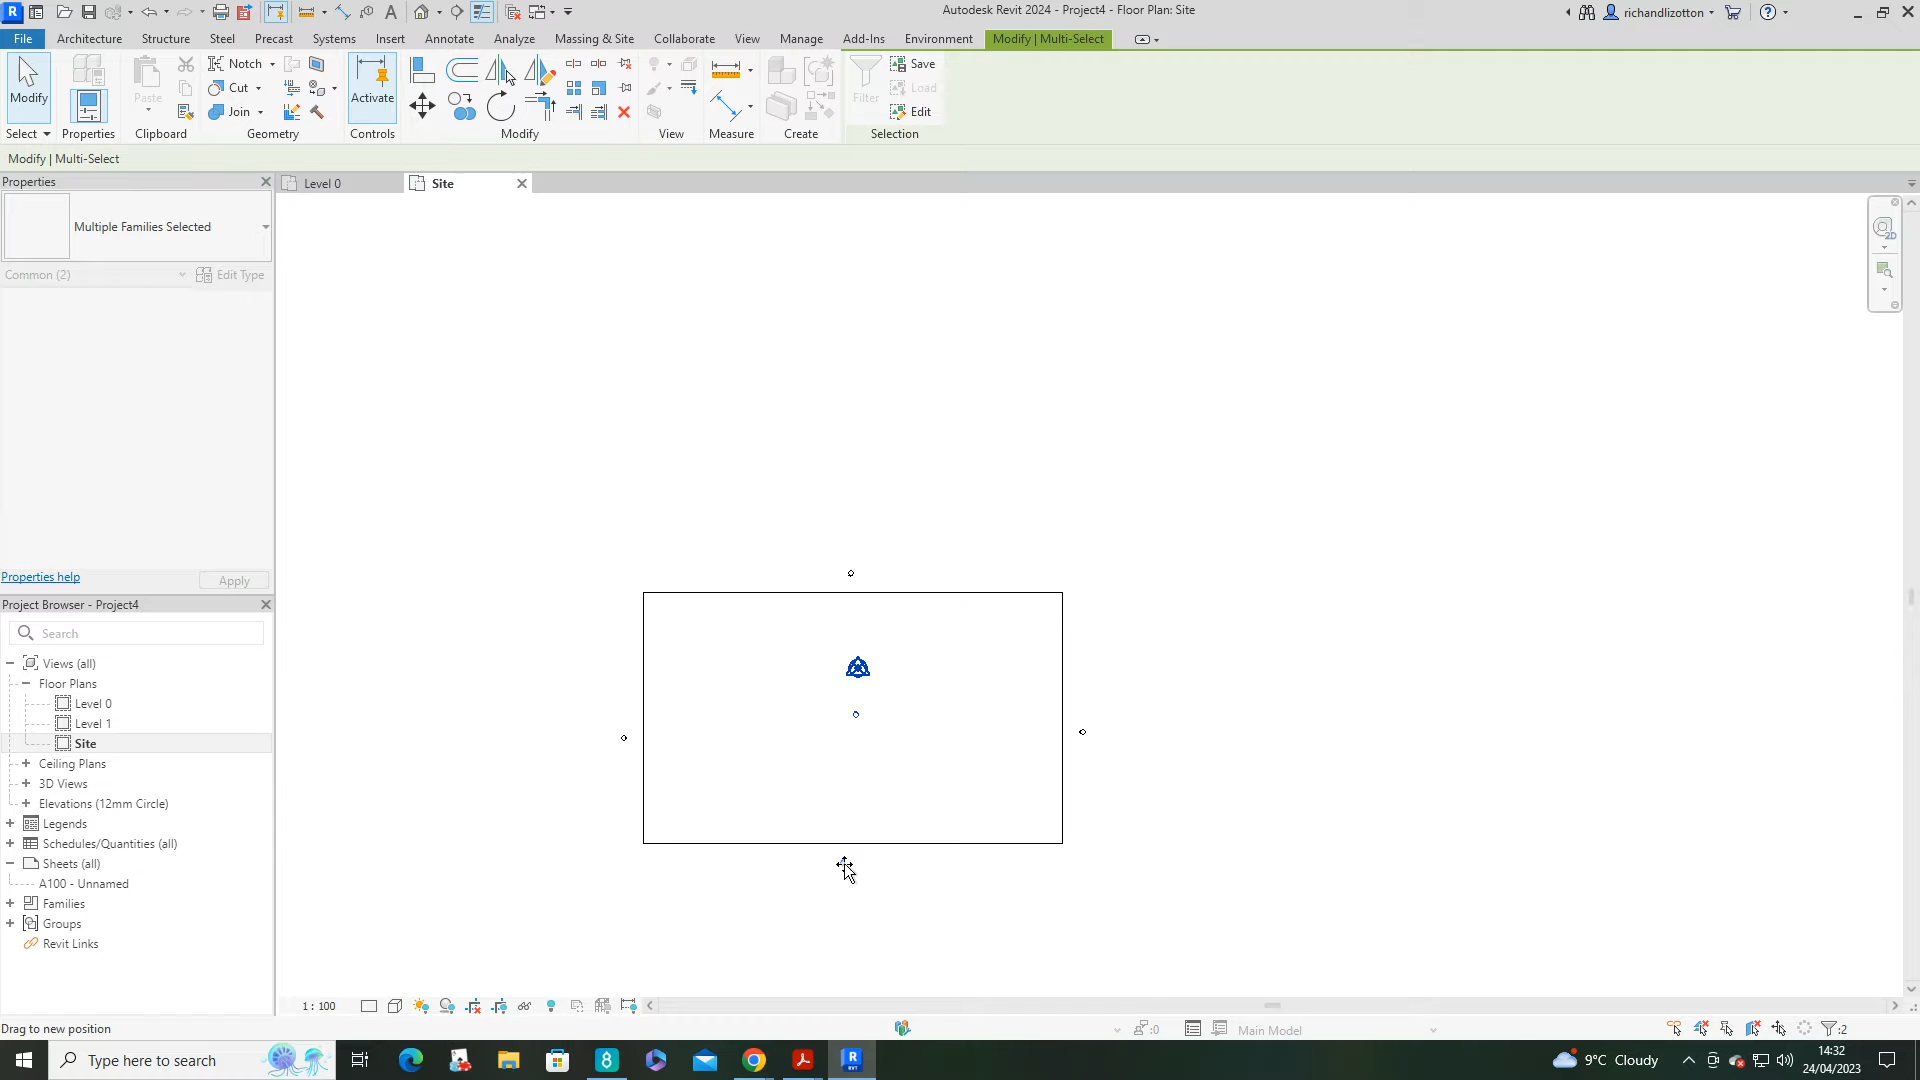 Autodesk Revit 2024 - Project4 - Floor Plan: Site
richandlizotton
File Architecture Structure Steel Precast Systems Insert Annotate Analyze Massing & Site Collaborate View Manage Add-Ins Environment Modify | Multi-Select
Modify
Paste
Notch
Cut
Join
Activate
Filter
Save
Load
Edit
Select Properties Clipboard Geometry Controls Modify View Measure Create Selection
Modify | Multi-Select
Properties
Level 0
Site
Multiple Families Selected
Common (2)
Edit Type
2D
Properties help
Apply
Project Browser - Project4
Search
Views (all)
Floor Plans
Level 0
Level 1
Site
Ceiling Plans
3D Views
Elevations (12mm Circle)
Legends
Schedules/Quantities (all)
Sheets (all)
A100 - Unnamed
Families
Groups
Revit Links
1 : 100
Drag to new position
:0
Main Model
:2
Type here to search
9°C Cloudy
14:32
24/04/2023